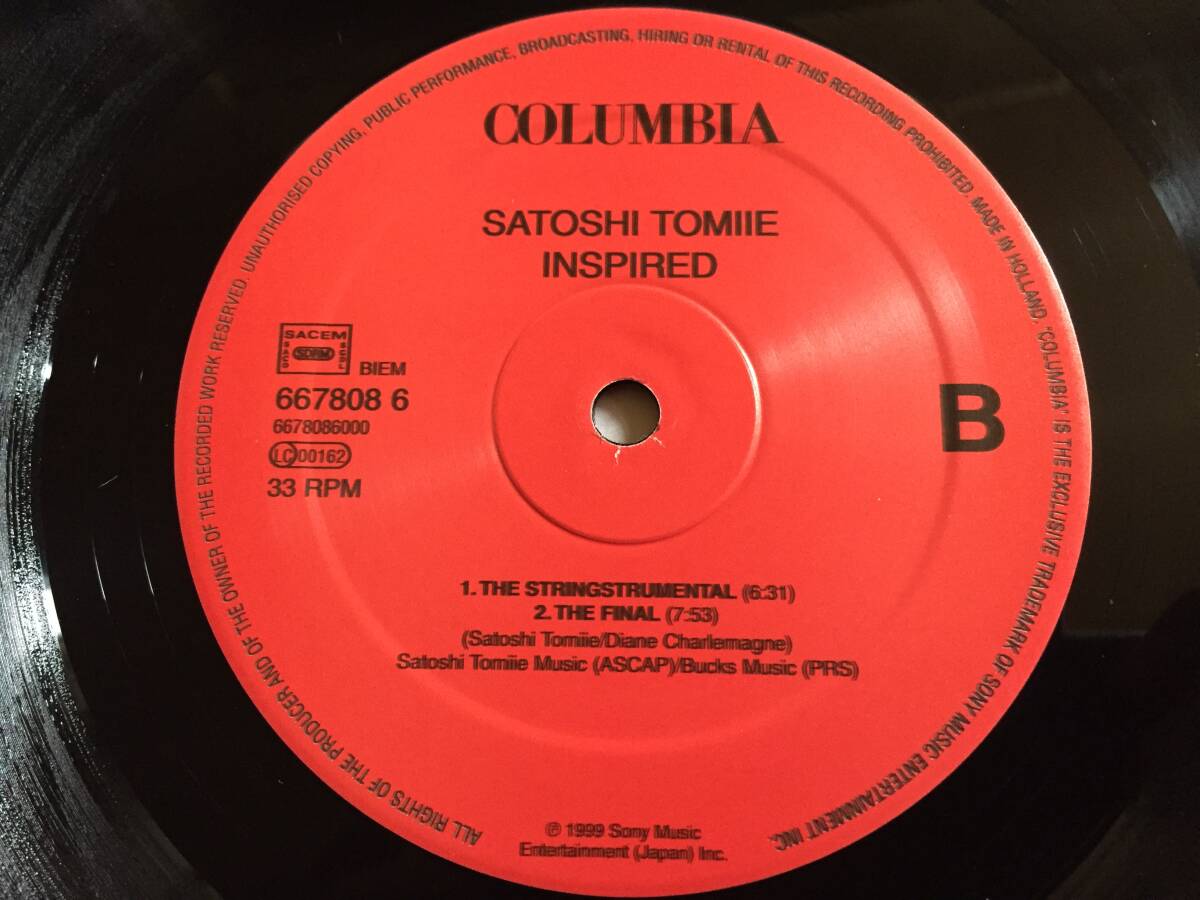 ALL RIGHTS OF THE PRODUCER AND OF THE OWNER OF THE RECORDED WORK RESERVED. UNAUTHORISED COPYING, PUBLIC PERFORMANCE, BROADCASTING, HIRING OR RENTAL OF THIS RECORDING PROHIBITED. MADE IN HOLLAND. "COLUMBIA" IS THE EXCLUSIVE TRADEMARK OF SONY MUSIC ENTERTAINMENT INC.
COLUMBIA
SATOSHI TOMIIE
INSPIRED
SACEM
SACD
SDRM
SGDL
BIEM
667808 6
6678086000
LC 00162
33 RPM
B
1. THE STRINGSTRUMENTAL (6:31)
2. THE FINAL (7:53)
(Satoshi Tomiie/Diane Charlemagne)
Satoshi Tomiie Music (ASCAP)/Bucks Music (PRS)
℗ 1999 Sony Music
Entertainment (Japan) Inc.